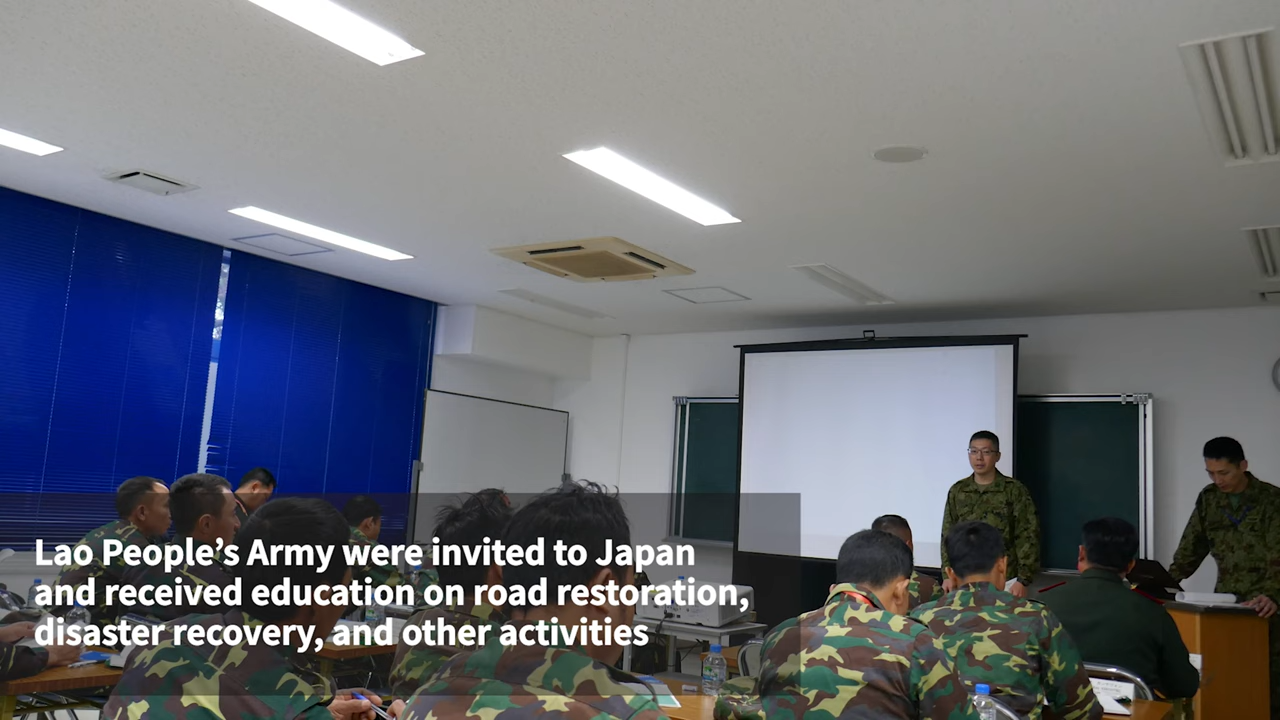 Lao People’s Army were invited to Japan
and received education on road restoration,
disaster recovery, and other activities